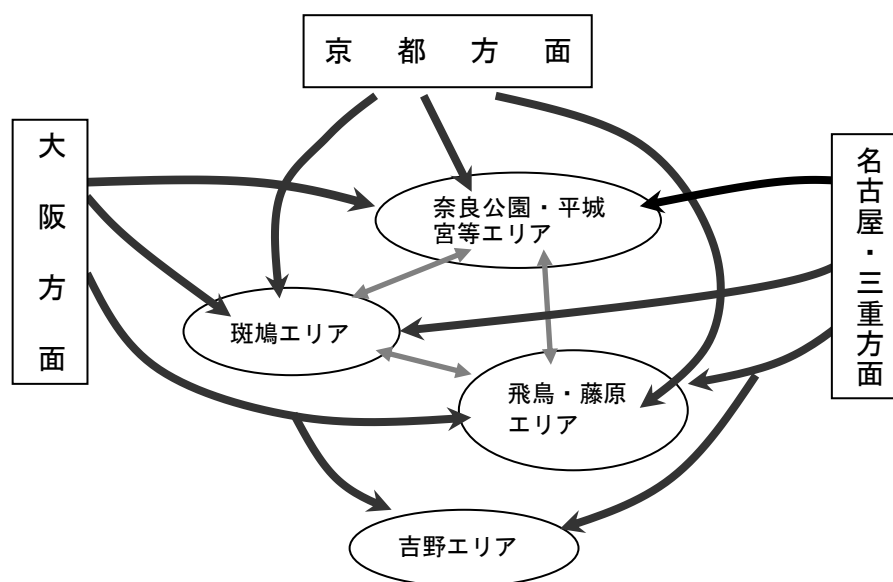 京都方面
大阪方面
名古屋・三重方面
奈良公園・平城
宮等エリア
斑鳩エリア
飛鳥・藤原
エリア
吉野エリア